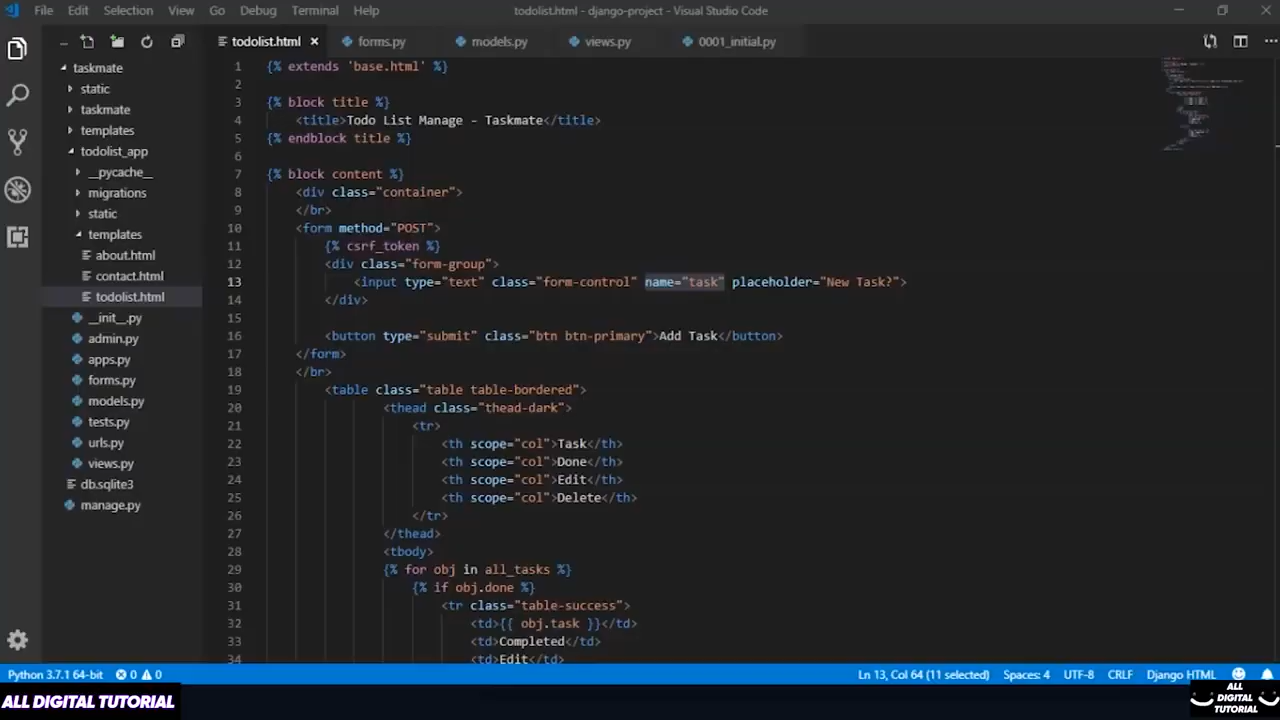 File Edit Selection View Go Debug Terminal Help todolist.html - django-project - Visual Studio Code
todolist.html forms.py models.py views.py 0001_initial.py
taskmate
static
taskmate
templates
todolist_app
__pycache__
migrations
static
templates
about.html
contact.html
todolist.html
__init__.py
admin.py
apps.py
forms.py
models.py
tests.py
urls.py
views.py
db.sqlite3
manage.py
1 {% extends 'base.html' %}
2
3 {% block title %}
4 <title>Todo List Manage - Taskmate</title>
5 {% endblock title %}
6
7 {% block content %}
8 <div class="container">
9 </br>
10 <form method="POST">
11 {% csrf_token %}
12 <div class="form-group">
13 <input type="text" class="form-control" name="task" placeholder="New Task?">
14 </div>
15
16 <button type="submit" class="btn btn-primary">Add Task</button>
17 </form>
18 </br>
19 <table class="table table-bordered">
20 <thead class="thead-dark">
21 <tr>
22 <th scope="col">Task</th>
23 <th scope="col">Done</th>
24 <th scope="col">Edit</th>
25 <th scope="col">Delete</th>
26 </tr>
27 </thead>
28 <tbody>
29 {% for obj in all_tasks %}
30 {% if obj.done %}
31 <tr class="table-success">
32 <td>{{ obj.task }}</td>
33 <td>Completed</td>
34 <td>Edit</td>
Python 3.7.1 64-bit 0 0 Ln 13, Col 64 (11 selected) Spaces: 4 UTF-8 CRLF Django HTML
ALL DIGITAL TUTORIAL
ALL
DIGITAL
TUTORIAL